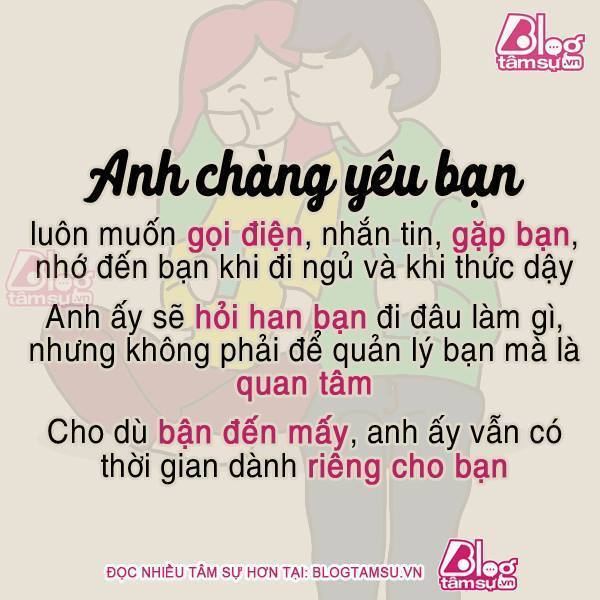 Blog
tâmsự.vn
Anh chàng yêu bạn
luôn muốn gọi điện, nhắn tin, gặp bạn,
nhớ đến bạn khi đi ngủ và khi thức dậy
Blog
tâmsự.vn
Anh ấy sẽ hỏi han bạn đi đâu làm gì,
nhưng không phải để quản lý bạn mà là
quan tâm
Cho dù bận đến mấy, anh ấy vẫn có
thời gian dành riêng cho bạn
ĐỌC NHIỀU TÂM SỰ HƠN TẠI: BLOGTAMSU.VN
Blog
tâmsự.vn